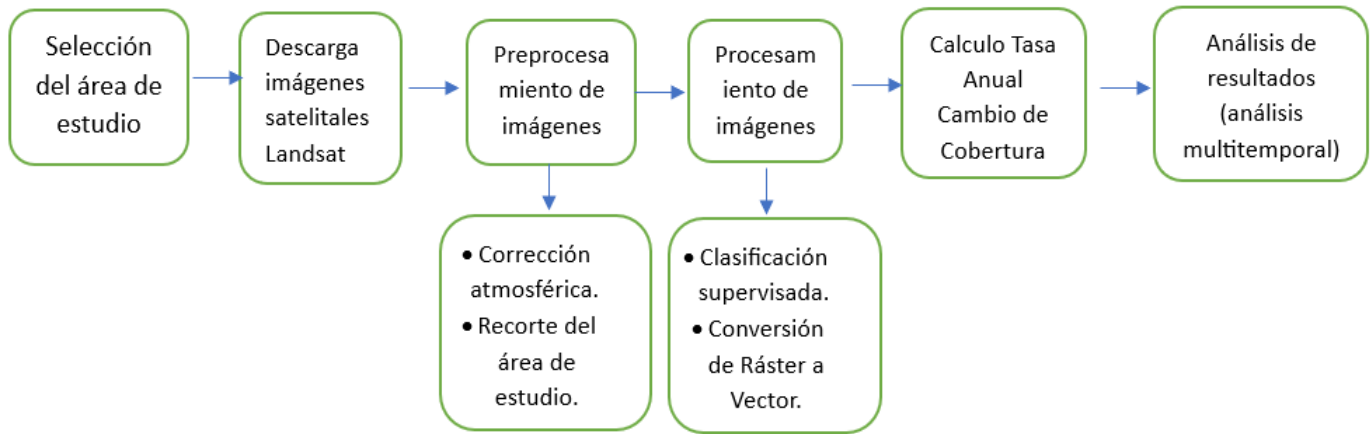 Selección
del área de
estudio
Descarga
imágenes
satelitales
Landsat
Preprocesa
miento de
imágenes
Procesam
iento de
imágenes
Calculo Tasa
Anual
Cambio de
Cobertura
Análisis de
resultados
(análisis
multitemporal)
• Corrección
atmosférica.
• Recorte del
área de
estudio.
• Clasificación
supervisada.
• Conversión
de Ráster a
Vector.